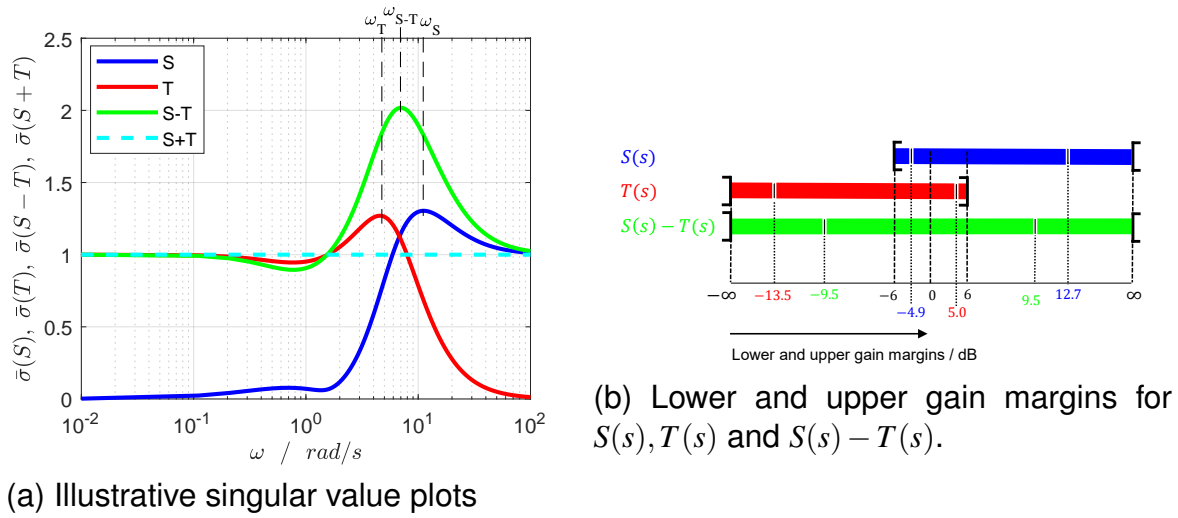 ω_T ω_S-T ω_S
2.5
2
1.5
1
0.5
0
S
T
S-T
S+T
σ̄(S), σ̄(T), σ̄(S − T), σ̄(S + T)
10^-2 10^-1 10^0 10^1 10^2
ω / rad/s
(a) Illustrative singular value plots
S(s)
T(s)
S(s) − T(s)
−∞ −13.5 −9.5 −6 −4.9 0 5.0 6 9.5 12.7 ∞
Lower and upper gain margins / dB
(b) Lower and upper gain margins for
S(s), T(s) and S(s) − T(s).